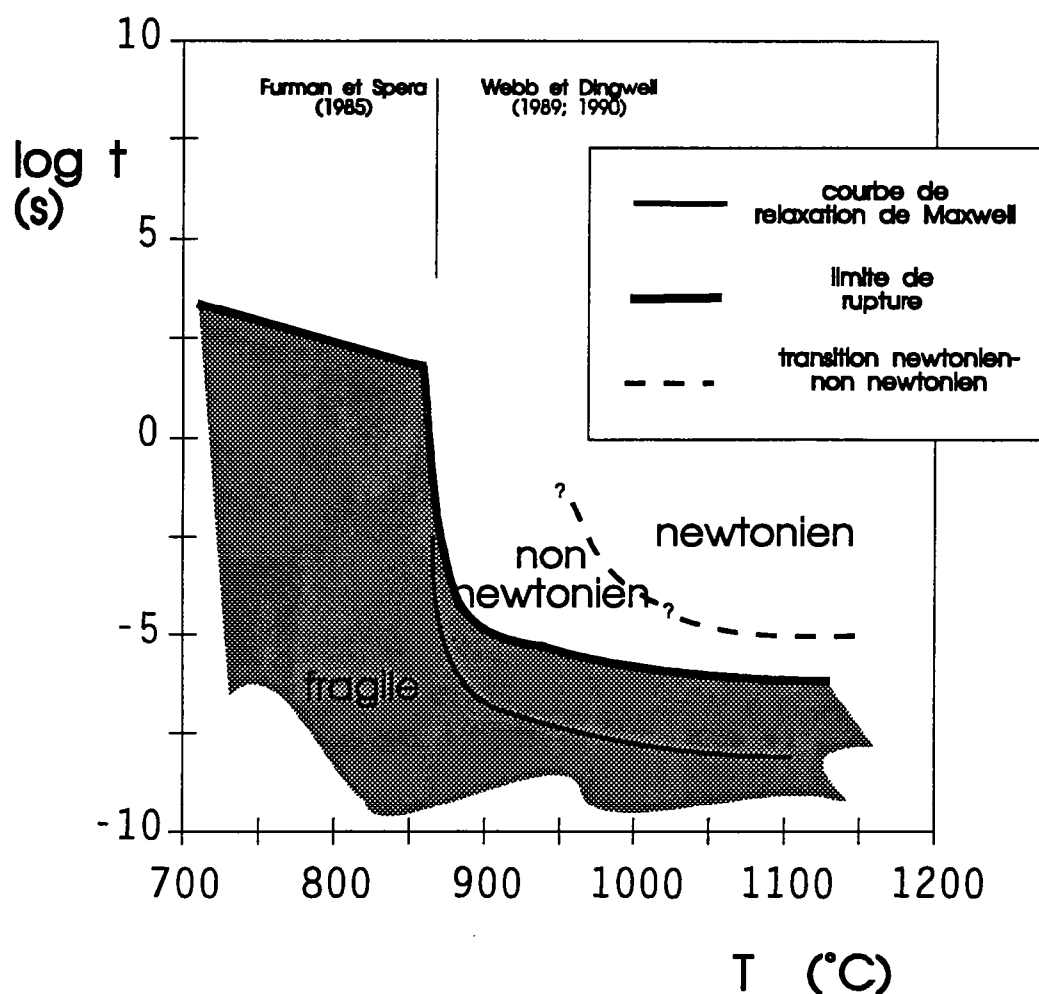 10
5
0
-5
-10
log t
(s)
Furman et Spera
(1985)
Webb et Dingwell
(1989; 1990)
courbe de
relaxation de Maxwell
limite de
rupture
transition newtonien-
non newtonien
?
newtonien
non
newtonien
?
fragile
700 800 900 1000 1100 1200
T (°C)